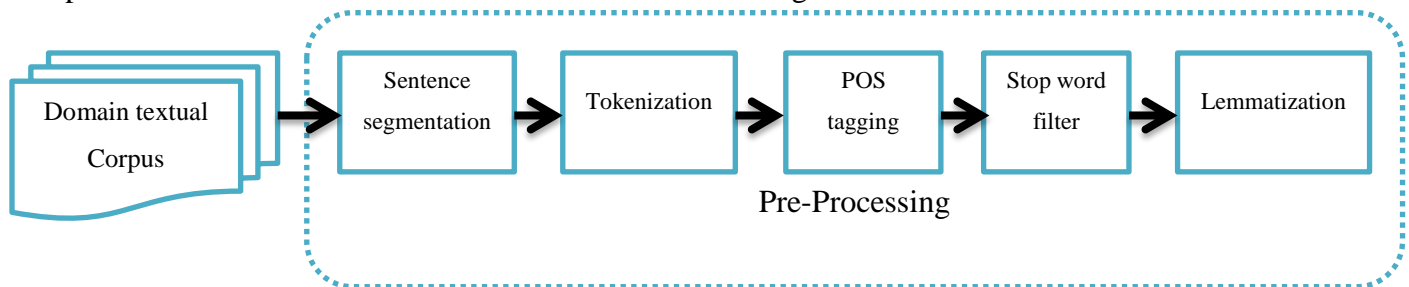 Domain textual
Corpus
Sentence
segmentation
Tokenization
POS
tagging
Stop word
filter
Lemmatization
Pre-Processing